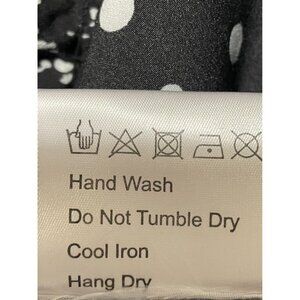 Hand Wash
Do Not Tumble Dry
Cool Iron
Hang Dry